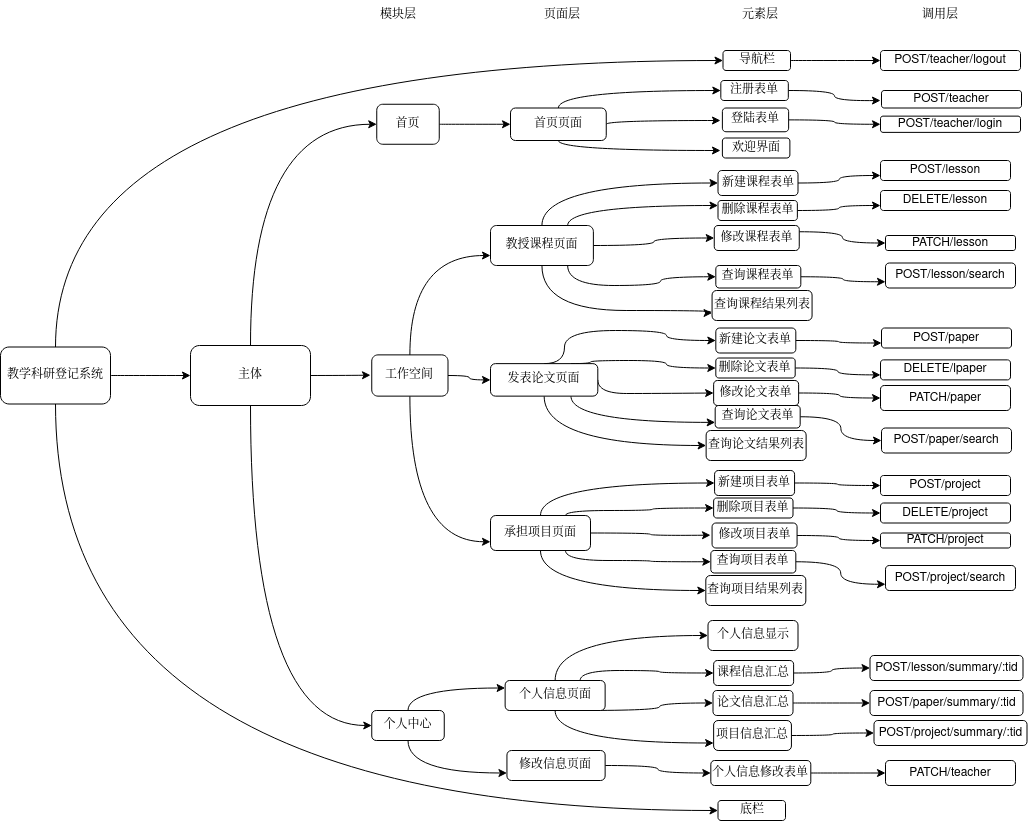 模块层
页面层
元素层
调用层
导航栏
POST/teacher/logout
注册表单
POST/teacher
首页
首页页面
登陆表单
POST/teacher/login
欢迎界面
新建课程表单
POST/lesson
删除课程表单
DELETE/lesson
教授课程页面
修改课程表单
PATCH/lesson
查询课程表单
POST/lesson/search
查询课程结果列表
新建论文表单
POST/paper
教学科研登记系统
主体
工作空间
发表论文页面
删除论文表单
DELETE/lpaper
修改论文表单
PATCH/paper
查询论文表单
POST/paper/search
查询论文结果列表
新建项目表单
POST/project
删除项目表单
DELETE/project
承担项目页面
修改项目表单
PATCH/project
查询项目表单
POST/project/search
查询项目结果列表
个人信息显示
课程信息汇总
POST/lesson/summary/:tid
个人信息页面
论文信息汇总
POST/paper/summary/:tid
个人中心
项目信息汇总
POST/project/summary/:tid
修改信息页面
个人信息修改表单
PATCH/teacher
底栏